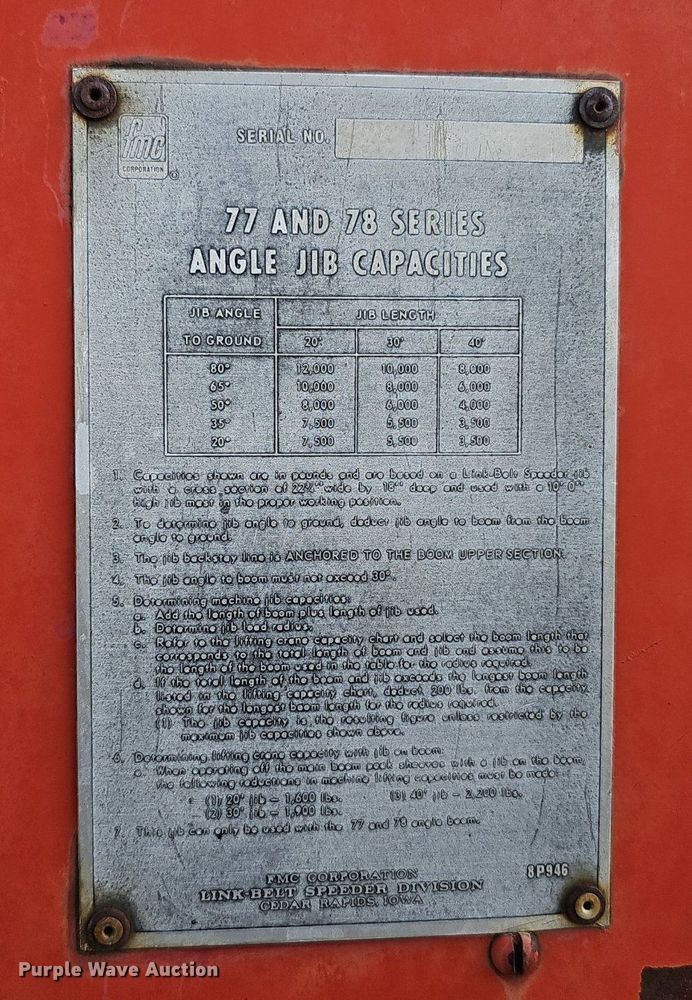 fmc
CORPORATION
SERIAL NO.
77 AND 78 SERIES
ANGLE JIB CAPACITIES
JIB ANGLE TO GROUND JIB LENGTH
20' 30' 40'
80° 12,000 10,000 8,000
65° 10,000 8,000 6,000
50° 8,000 6,000 4,000
35° 7,500 5,500 3,500
20° 7,500 5,500 3,500
1. Capacities shown are in pounds and are based on a Link-Belt Speeder jib
with a cross section of 22¾" wide by 18" deep and used with a 10' 0"
high jib mast in the proper working position.
2. To determine jib angle to ground, deduct jib angle to boom from the boom
angle to ground.
3. The jib backstay line is ANCHORED TO THE BOOM UPPER SECTION.
4. The jib angle to boom must not exceed 30°.
5. Determining machine jib capacities:
a. Add the length of boom plus length of jib used.
b. Determine jib load radius.
c. Refer to the lifting crane capacity chart and select the boom length that
corresponds to the total length of boom and jib and assume this to be
the length of the boom used in the table for the radius required.
d. If the total length of the boom and jib exceeds the longest boom length
listed in the lifting capacity chart, deduct 200 lbs. from the capacity
shown for the longest boom length for the radius required.
(1) The jib capacity is the resulting figure unless restricted by the
maximum jib capacities shown above.
6. Determining lifting crane capacity with jib on boom:
a. When operating off the main boom peak sheaves with a jib on the boom,
the following reductions in machine lifting capacities must be made:
(1) 20' jib – 1,600 lbs. (3) 40' jib – 2,200 lbs.
(2) 30' jib – 1,900 lbs.
7. This jib can only be used with the 77 and 78 angle boom.
8P946
FMC CORPORATION
LINK-BELT SPEEDER DIVISION
CEDAR RAPIDS, IOWA
Purple Wave Auction